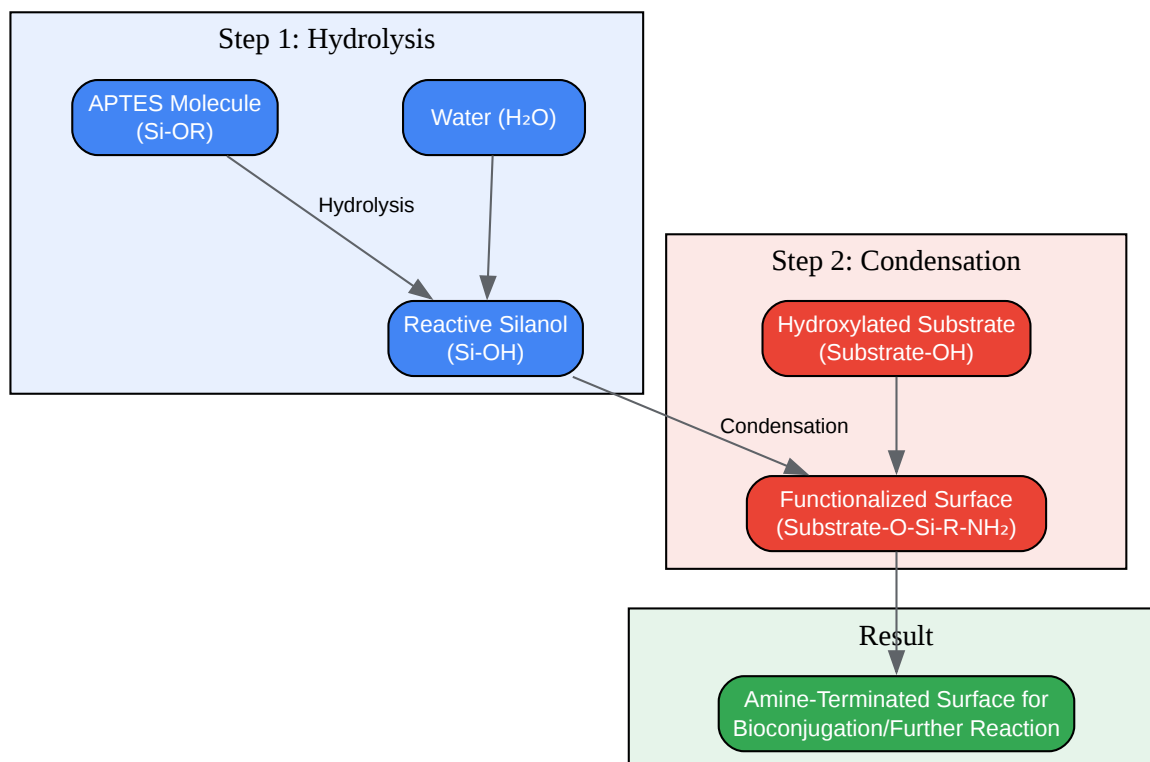 Step 1: Hydrolysis
APTES Molecule
(Si-OR)
Water (H₂O)
Hydrolysis
Reactive Silanol
(Si-OH)
Step 2: Condensation
Hydroxylated Substrate
(Substrate-OH)
Condensation
Functionalized Surface
(Substrate-O-Si-R-NH₂)
Result
Amine-Terminated Surface for
Bioconjugation/Further Reaction